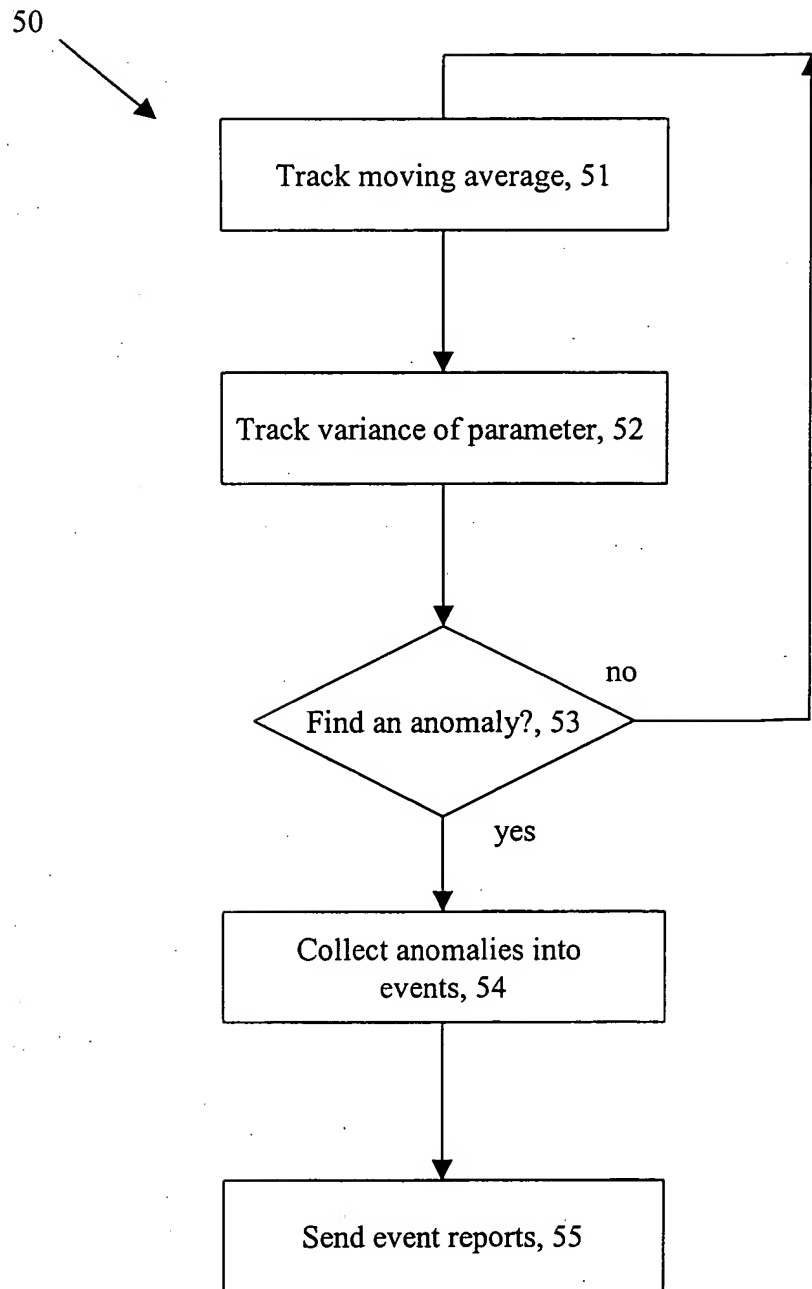 50
Track moving average, 51
Track variance of parameter, 52
no
Find an anomaly?, 53
yes
Collect anomalies into
events, 54
Send event reports, 55